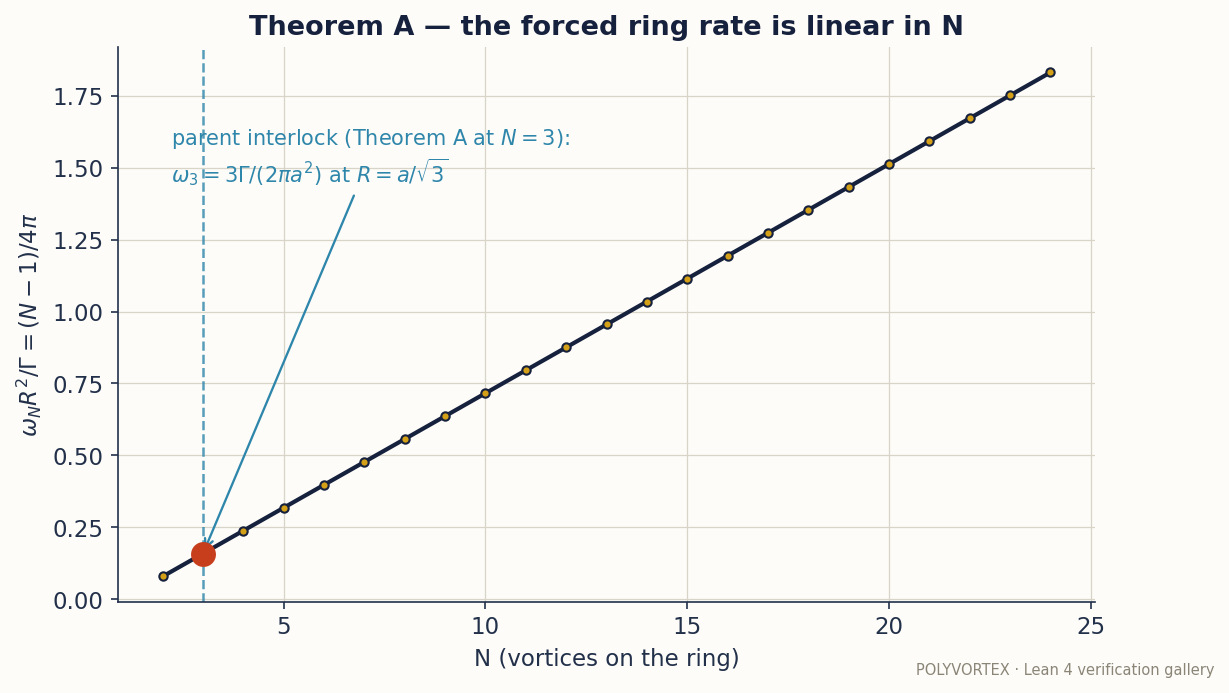 Theorem A — the forced ring rate is linear in N
1.75
1.50
1.25
1.00
0.75
0.50
0.25
0.00
ω_N R²/Γ = (N − 1)/4π
parent interlock (Theorem A at N = 3):
ω₃ = 3Γ/(2πa²) at R = a/√3
5
10
15
20
25
N (vortices on the ring)
POLYVORTEX · Lean 4 verification gallery